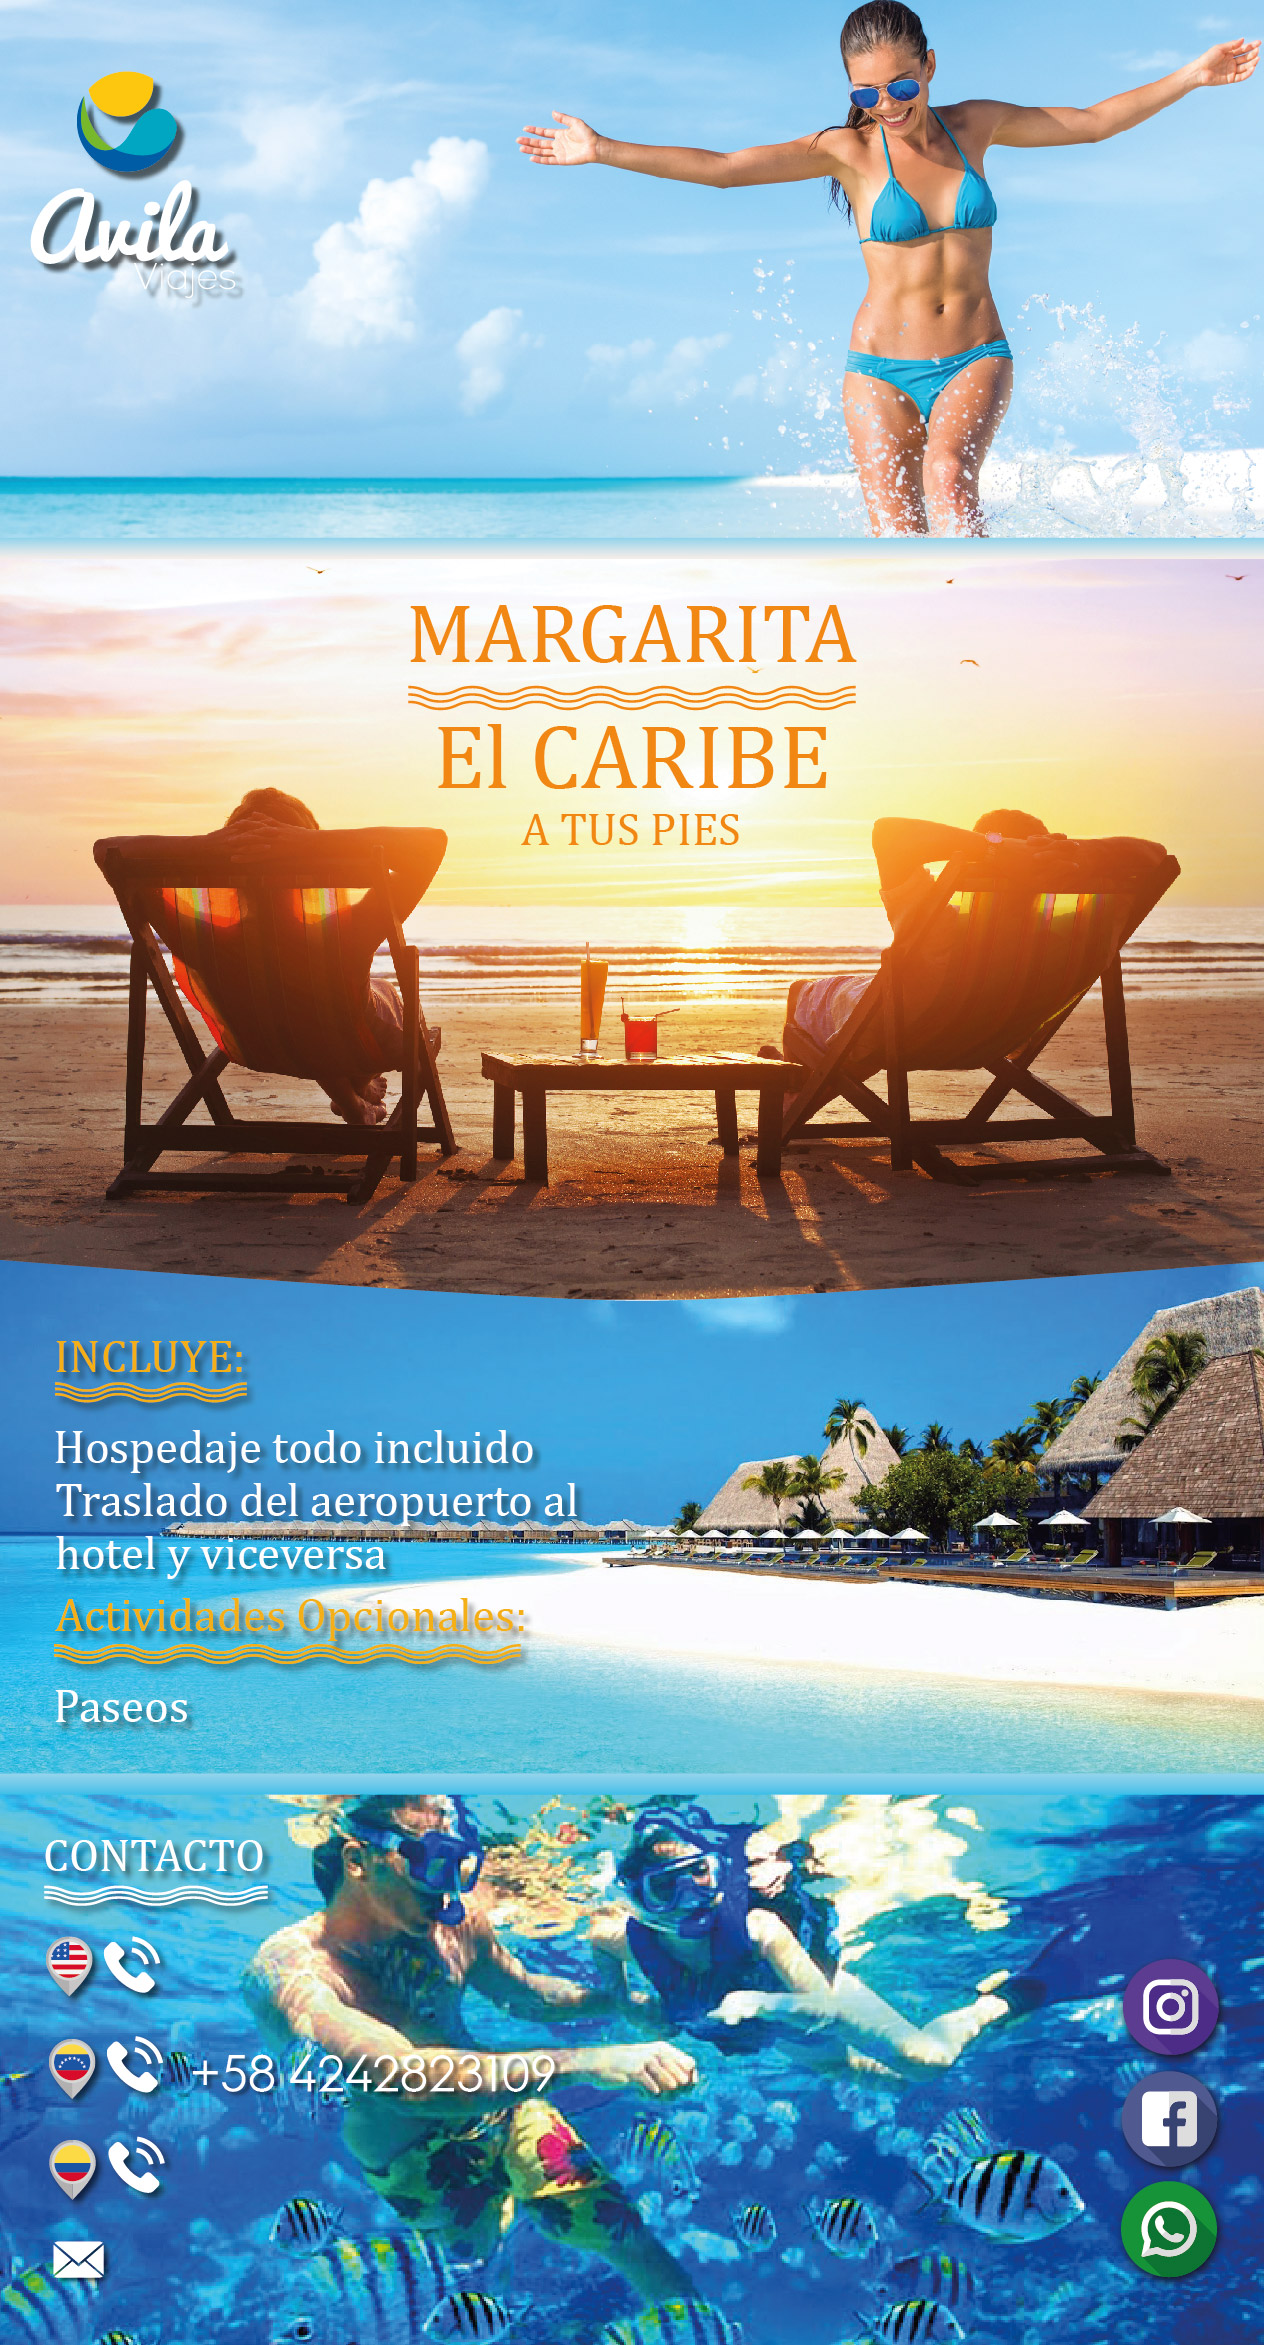 Avila
Viajes
MARGARITA
El CARIBE
A TUS PIES
INCLUYE:
Hospedaje todo incluido
Traslado del aeropuerto al
hotel y viceversa
Actividades Opcionales:
Paseos
CONTACTO
+58 4242823109